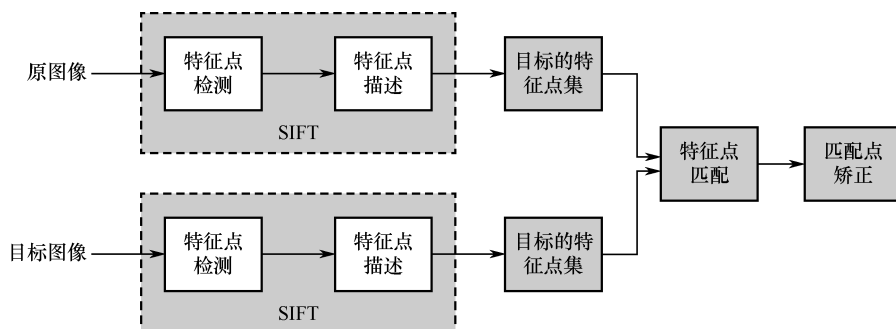 原图像
特征点
检测
特征点
描述
SIFT
目标的特
征点集
特征点
匹配
匹配点
矫正
目标图像
特征点
检测
特征点
描述
SIFT
目标的特
征点集